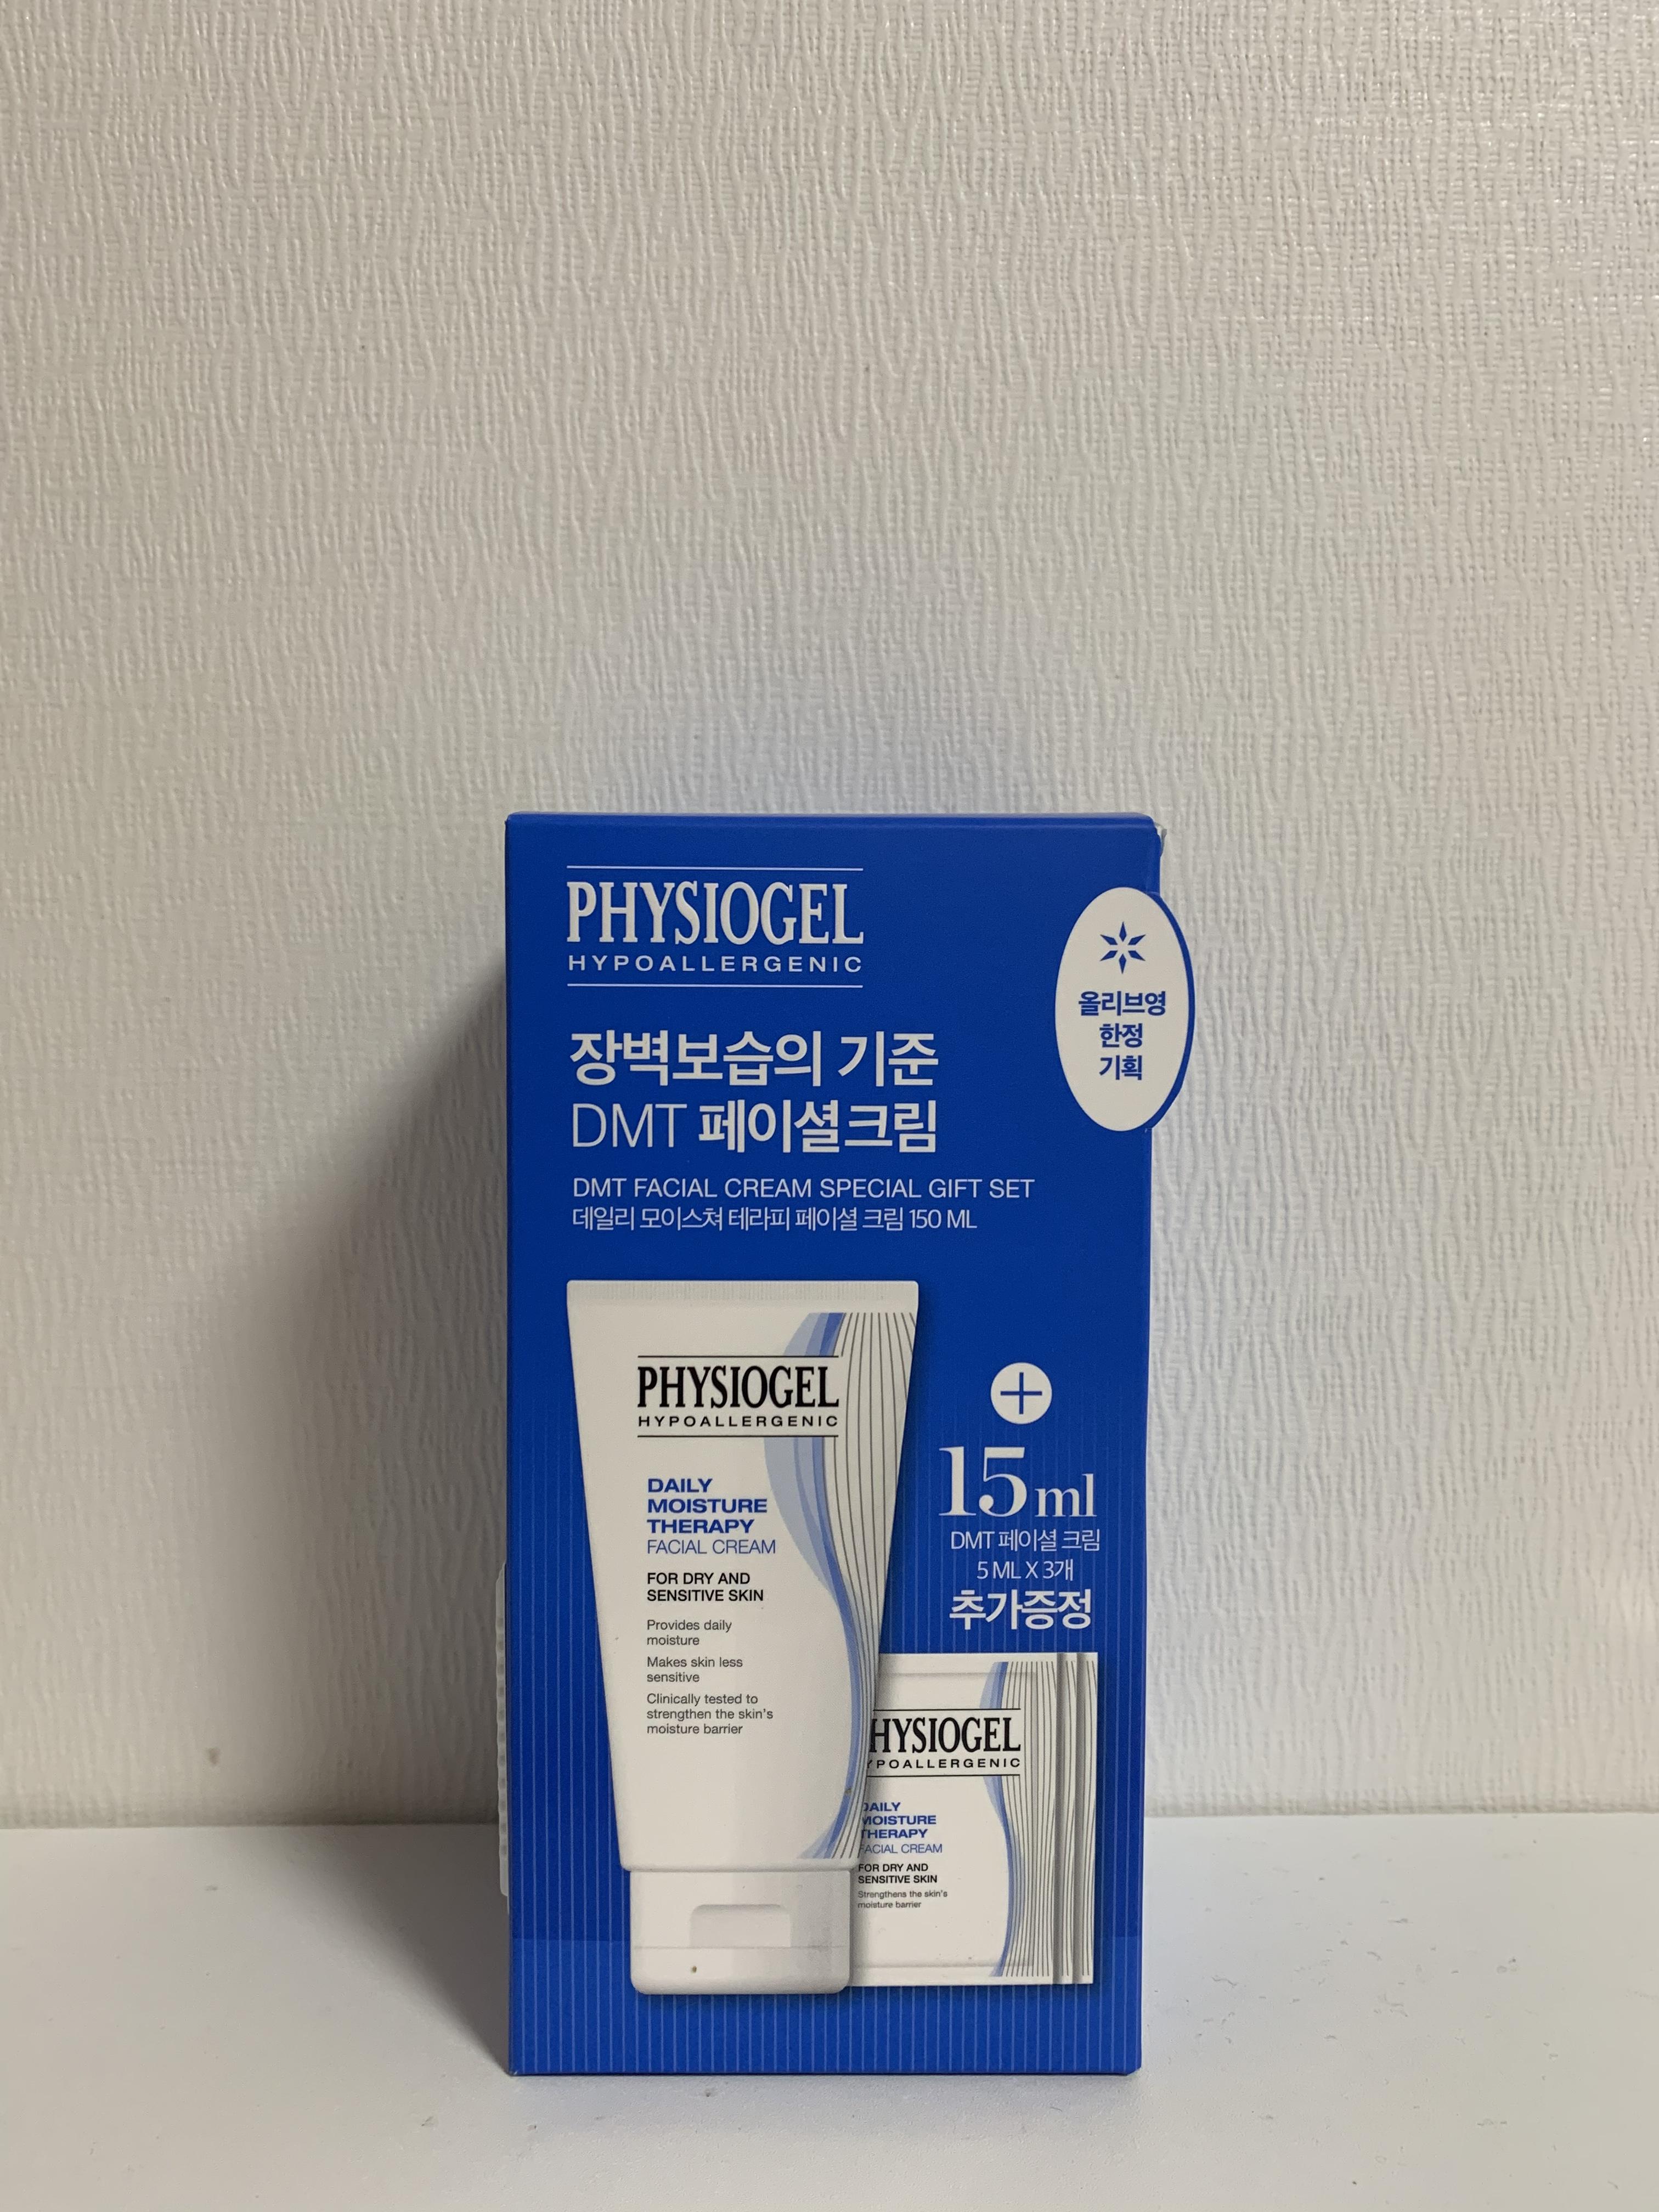 PHYSIOGEL
HYPOALLERGENIC
올리브영
한정
기획
장벽보습의 기준
DMT 페이셜크림
DMT FACIAL CREAM SPECIAL GIFT SET
데일리 모이스쳐 테라피 페이셜 크림 150 ML
PHYSIOGEL
HYPOALLERGENIC
DAILY
MOISTURE
THERAPY
FACIAL CREAM
FOR DRY AND
SENSITIVE SKIN
Provides daily
moisture
Makes skin less
sensitive
Clinically tested to
strengthen the skin's
moisture barrier
+
15ml
DMT 페이셜 크림
5 ML X 3개
추가증정
HYSIOGEL
YPOALLERGENIC
DAILY
MOISTURE
THERAPY
FACIAL CREAM
FOR DRY AND
SENSITIVE SKIN
Strengthens the skin's
moisture barrier